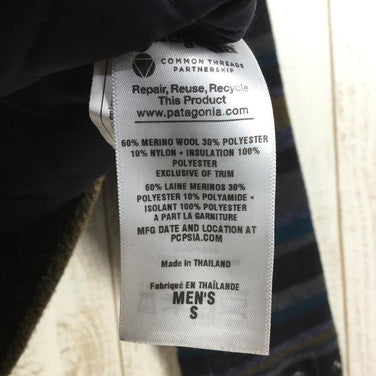 COMMON THREADS
PARTNERSHIP
Repair, Reuse, Recycle
This Product
www.patagonia.com
60% MERINO WOOL 30% POLYESTER
10% NYLON • INSULATION 100%
POLYESTER
EXCLUSIVE OF TRIM
60% LAINE MERINOS 30%
POLYESTER 10% POLYAMIDE •
ISOLANT 100% POLYESTER
A PART LA GARNITURE
MFG DATE AND LOCATION AT
PCPSIA.COM
Made in THAILAND
Fabriqué EN THAÏLANDE
MEN'S
S